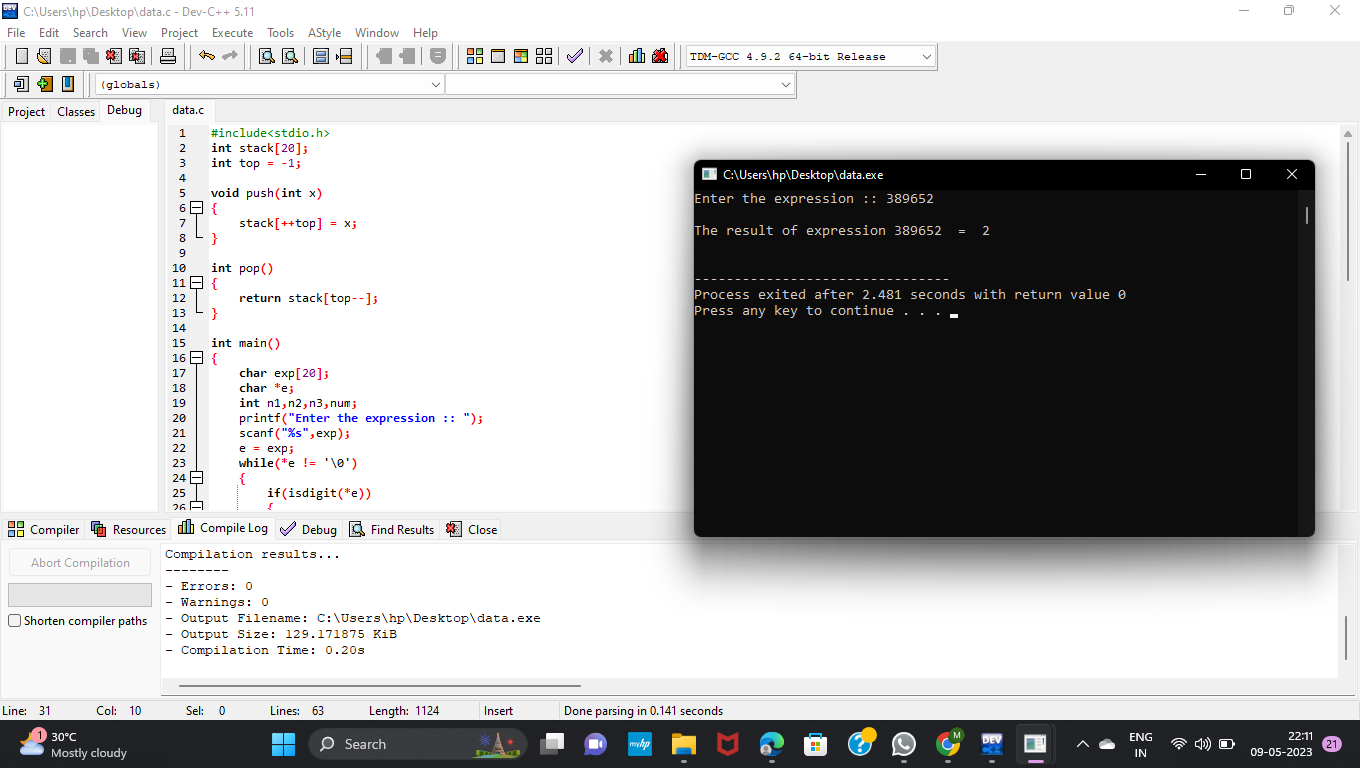 C:\Users\hp\Desktop\data.c - Dev-C++ 5.11
File Edit Search View Project Execute Tools AStyle Window Help
TDM-GCC 4.9.2 64-bit Release
(globals)
Project Classes Debug
data.c
1 #include<stdio.h>
2 int stack[20];
3 int top = -1;
4
5 void push(int x)
6 {
7 stack[++top] = x;
8 }
9
10 int pop()
11 {
12 return stack[top--];
13 }
14
15 int main()
16 {
17 char exp[20];
18 char *e;
19 int n1,n2,n3,num;
20 printf("Enter the expression :: ");
21 scanf("%s",exp);
22 e = exp;
23 while(*e != '\0')
24 {
25 if(isdigit(*e))
26 {
C:\Users\hp\Desktop\data.exe
Enter the expression :: 389652
The result of expression 389652 = 2
--------------------------------
Process exited after 2.481 seconds with return value 0
Press any key to continue . . .
Compiler Resources Compile Log Debug Find Results Close
Abort Compilation
Shorten compiler paths
Compilation results...
--------
- Errors: 0
- Warnings: 0
- Output Filename: C:\Users\hp\Desktop\data.exe
- Output Size: 129.171875 KiB
- Compilation Time: 0.20s
Line: 31 Col: 10 Sel: 0 Lines: 63 Length: 1124 Insert Done parsing in 0.141 seconds
1
30°C
Mostly cloudy
Search
myhp
M
DEV
ENG
IN
22:11
09-05-2023
21